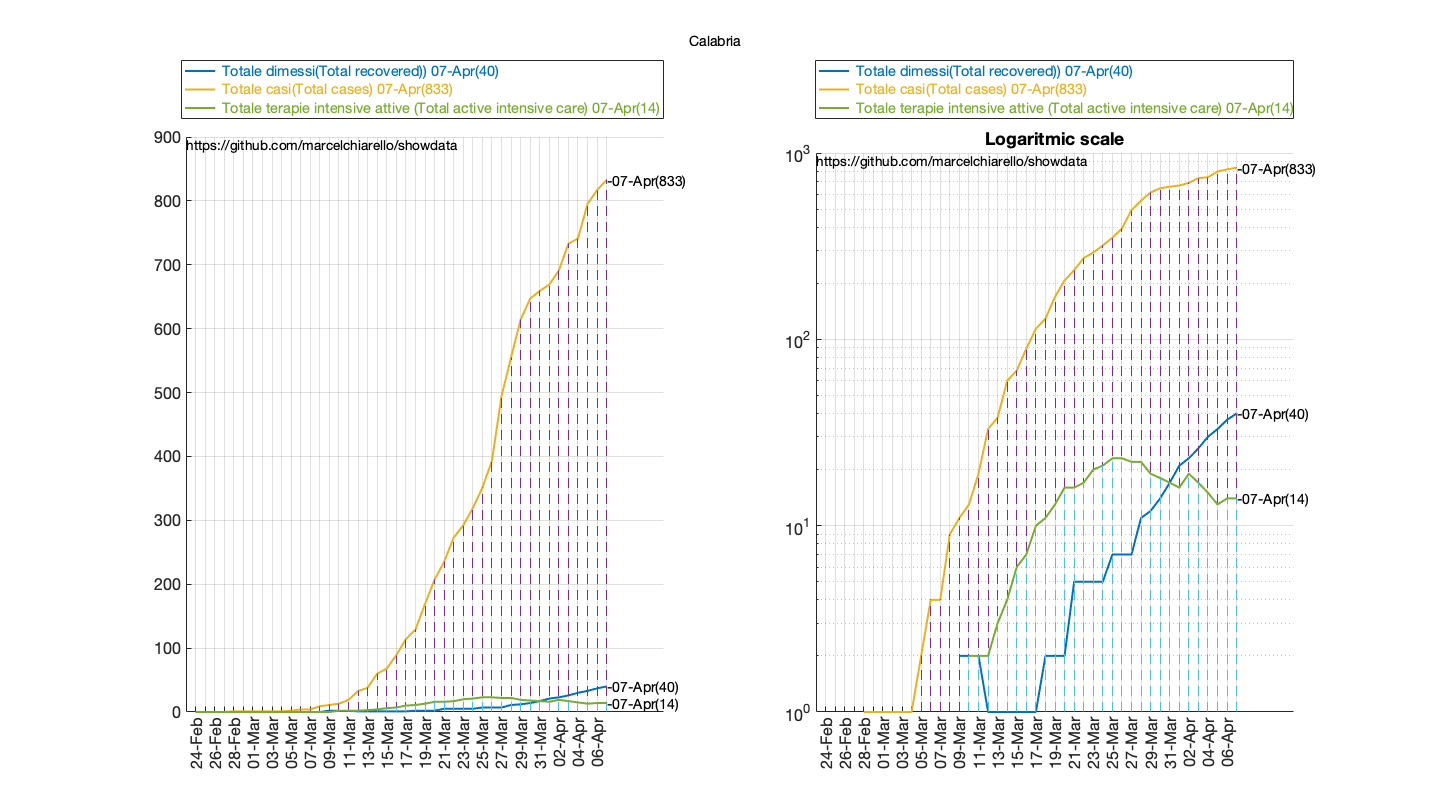 Calabria
Totale dimessi(Total recovered)) 07-Apr(40)
Totale casi(Total cases) 07-Apr(833)
Totale terapie intensive attive (Total active intensive care) 07-Apr(14)
900
800
700
600
500
400
300
200
100
0
https://github.com/marcelchiarello/showdata
-07-Apr(833)
-07-Apr(40)
-07-Apr(14)
24-Feb
26-Feb
28-Feb
01-Mar
03-Mar
05-Mar
07-Mar
09-Mar
11-Mar
13-Mar
15-Mar
17-Mar
19-Mar
21-Mar
23-Mar
25-Mar
27-Mar
29-Mar
31-Mar
02-Apr
04-Apr
06-Apr
Totale dimessi(Total recovered)) 07-Apr(40)
Totale casi(Total cases) 07-Apr(833)
Totale terapie intensive attive (Total active intensive care) 07-Apr(14)
Logaritmic scale
10^3
10^2
10^1
10^0
https://github.com/marcelchiarello/showdata
-07-Apr(833)
-07-Apr(40)
-07-Apr(14)
24-Feb
26-Feb
28-Feb
01-Mar
03-Mar
05-Mar
07-Mar
09-Mar
11-Mar
13-Mar
15-Mar
17-Mar
19-Mar
21-Mar
23-Mar
25-Mar
27-Mar
29-Mar
31-Mar
02-Apr
04-Apr
06-Apr